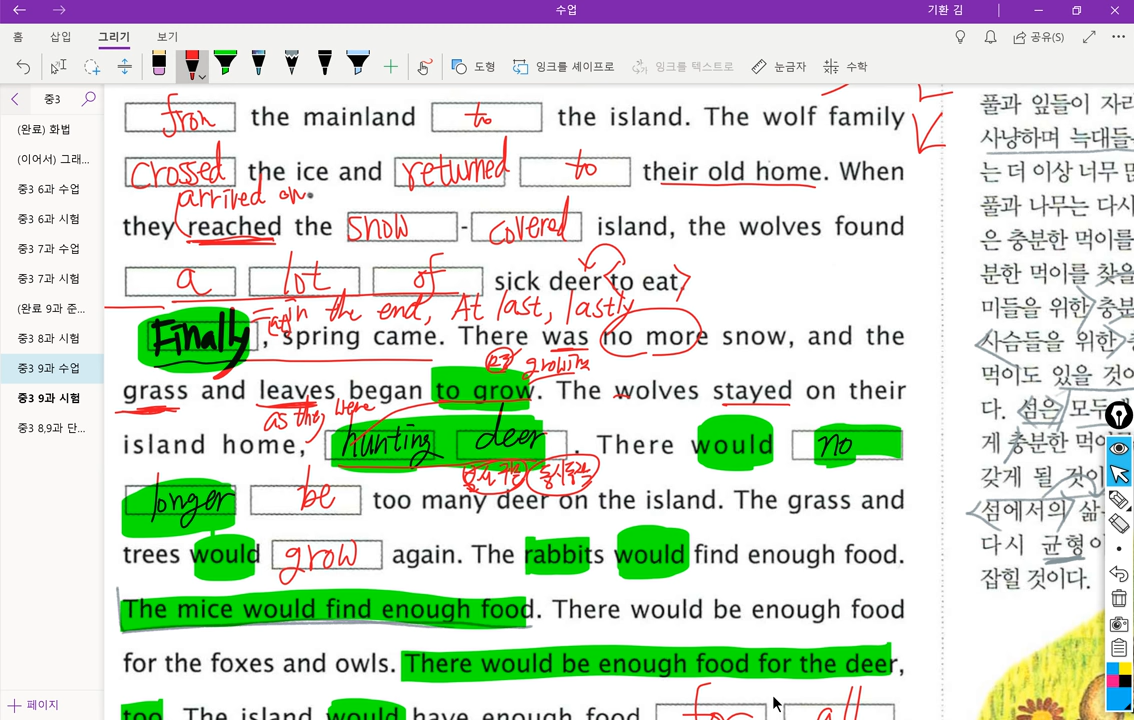 수업
기환 김
홈 삽입 그리기 보기
공유(S)
도형 잉크를 셰이프로 잉크를 텍스트로 눈금자 수학
중3
(완료) 화법
(이어서) 그래...
중3 6과 수업
중3 6과 시험
중3 7과 수업
중3 7과 시험
(완료 9과 준...
중3 8과 시험
중3 9과 수업
중3 9과 시험
중3 8,9과 단...
페이지
from the mainland to the island. The wolf family
crossed the ice and returned to their old home. When
arrived on
they reached the snow - covered island, the wolves found
a lot of sick deer to eat.
in the end, At last, lastly
Finally, spring came. There was no more snow, and the
growing
grass and leaves began to grow. The wolves stayed on their
as they were
island home, hunting deer. There would no
분사구문 동시동작
longer be too many deer on the island. The grass and
trees would grow again. The rabbits would find enough food.
The mice would find enough food. There would be enough food
for the foxes and owls. There would be enough food for the deer,
too. The island would have enough food for all
풀과 잎들이 자라
사냥하며 늑대들
는 더 이상 너무 많
풀과 나무는 다시
은 충분한 먹이를
분한 먹이를 찾을
미들을 위한 충분
사슴들을 위한
먹이도 있을 것이
다. 섬은 모두
게 충분한 먹이
갖게 될 것이
섬에서의 삶
다시 균형이
잡힐 것이다.